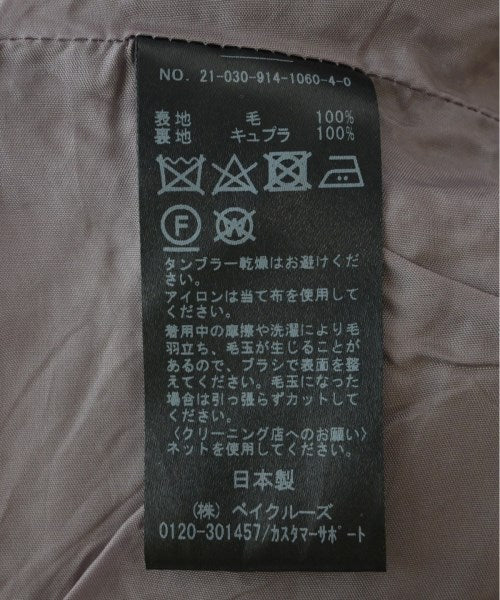 NO. 21-030-914-1060-4-0
表地 毛 100%
裏地 キュプラ 100%
F
W
タンブラー乾燥はお避けくだ
さい。
アイロンは当て布を使用して
ください。
着用中の摩擦や洗濯により毛
羽立ち、毛玉が生じることが
あるので、ブラシで表面を整
えてください。毛玉になった
場合は引っ張らずカットして
ください。
〈クリーニング店へのお願い〉
ネットを使用してください。
日本製
(株) ベイクルーズ
0120-301457/カスタマーサポート